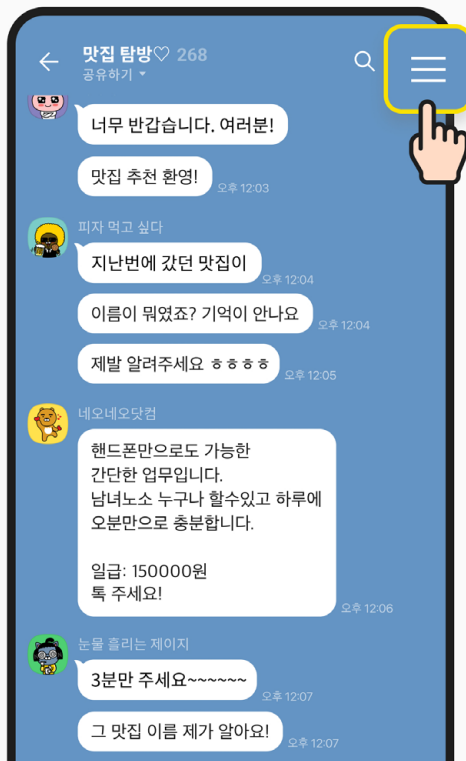 맛집 탐방♡ 268
공유하기
너무 반갑습니다. 여러분!
맛집 추천 환영!
오후 12:03
피자 먹고 싶다
지난번에 갔던 맛집이
오후 12:04
이름이 뭐였죠? 기억이 안나요
오후 12:04
제발 알려주세요 ㅎㅎㅎㅎ
오후 12:05
네오네오닷컴
핸드폰만으로도 가능한
간단한 업무입니다.
남녀노소 누구나 할수있고 하루에
오분만으로 충분합니다.
일급: 150000원
톡 주세요!
오후 12:06
눈물 흘리는 제이지
3분만 주세요~~~~~~
오후 12:07
그 맛집 이름 제가 알아요!
오후 12:07